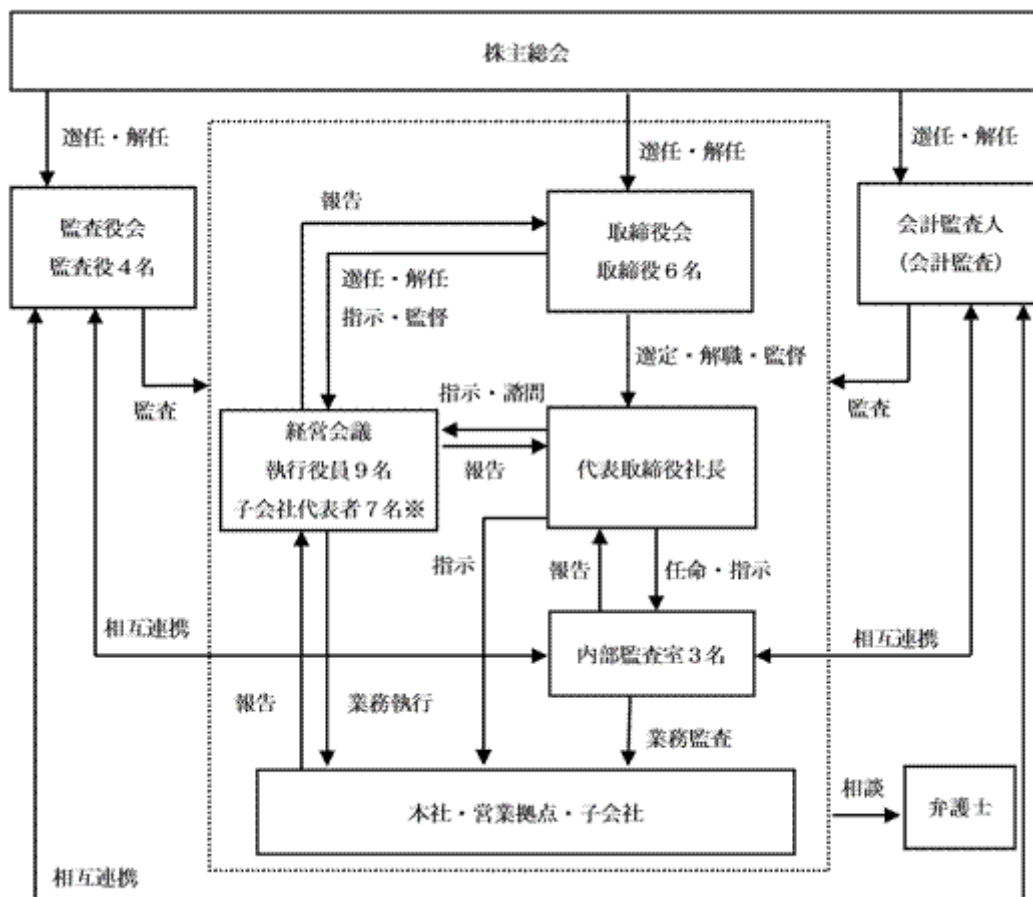 株主総会
選任・解任
選任・解任
選任・解任
監査役会
監査役4名
報告
取締役会
取締役6名
会計監査人
(会計監査)
選任・解任
指示・監督
選定・解職・監督
監査
指示・諮問
監査
経営会議
執行役員9名
子会社代表者7名※
報告
代表取締役社長
指示
報告
任命・指示
相互連携
内部監査室3名
相互連携
報告
業務執行
業務監査
本社・営業拠点・子会社
相談
弁護士
相互連携